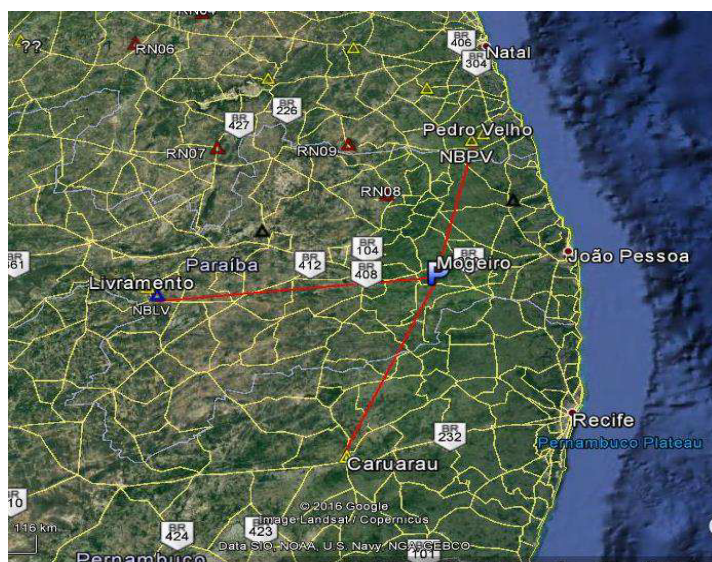 RN04
??
RN06
BR
406
BR
304
Natal
BR
226
BR
427
Pedro Velho
NBPV
RN07
RN09
RN08
BR
104
BR
412
BR
408
BR
Mogeiro
João Pessoa
Paraíba
Livramento
NBLV
P
Recife
BR
232
Pernambuco Plateau
Caruarau
© 2016 Google
Image Landsat / Copernicus
Data SIO, NOAA, U.S. Navy, NGA, GEBCO
BR
424
BR
423
101
116 km
Pernambuco